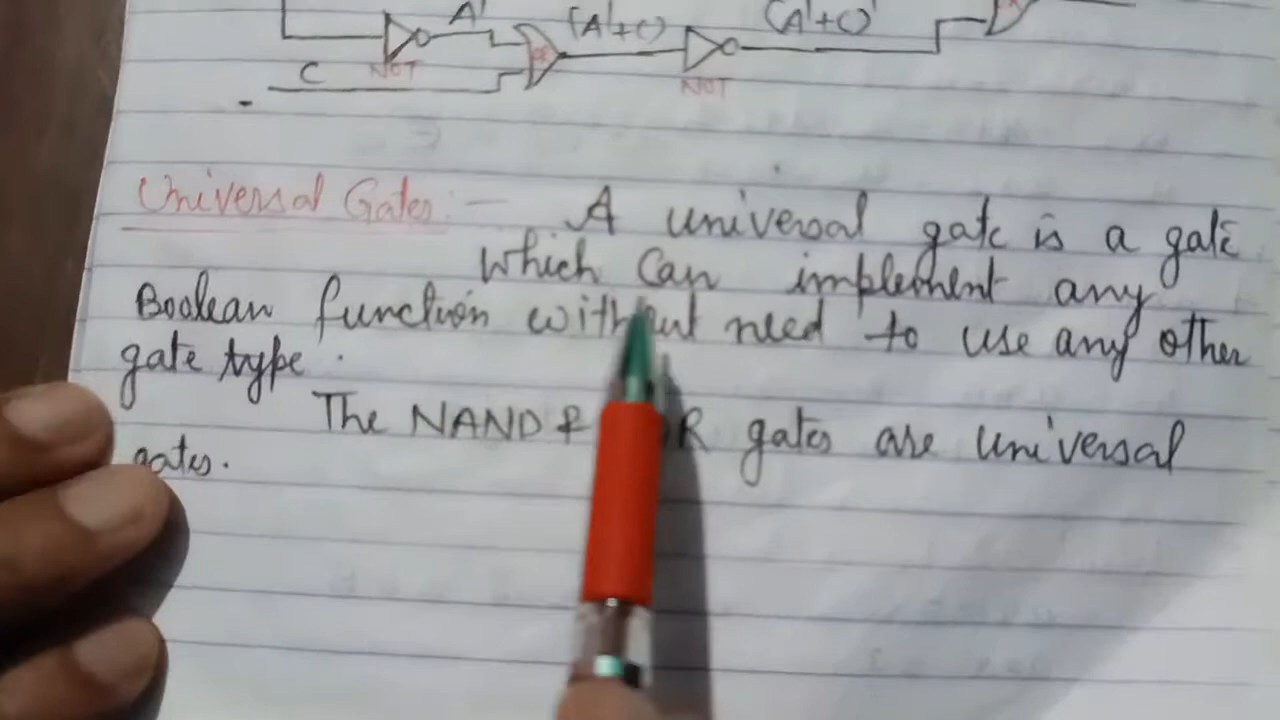 A' (A'+C) (A'+C)'
C NOT OR NOT
Universal Gates :- A universal gate is a gate
which can implement any
Boolean function without need to use any other
gate type.
The NAND & R gates are universal
gates.